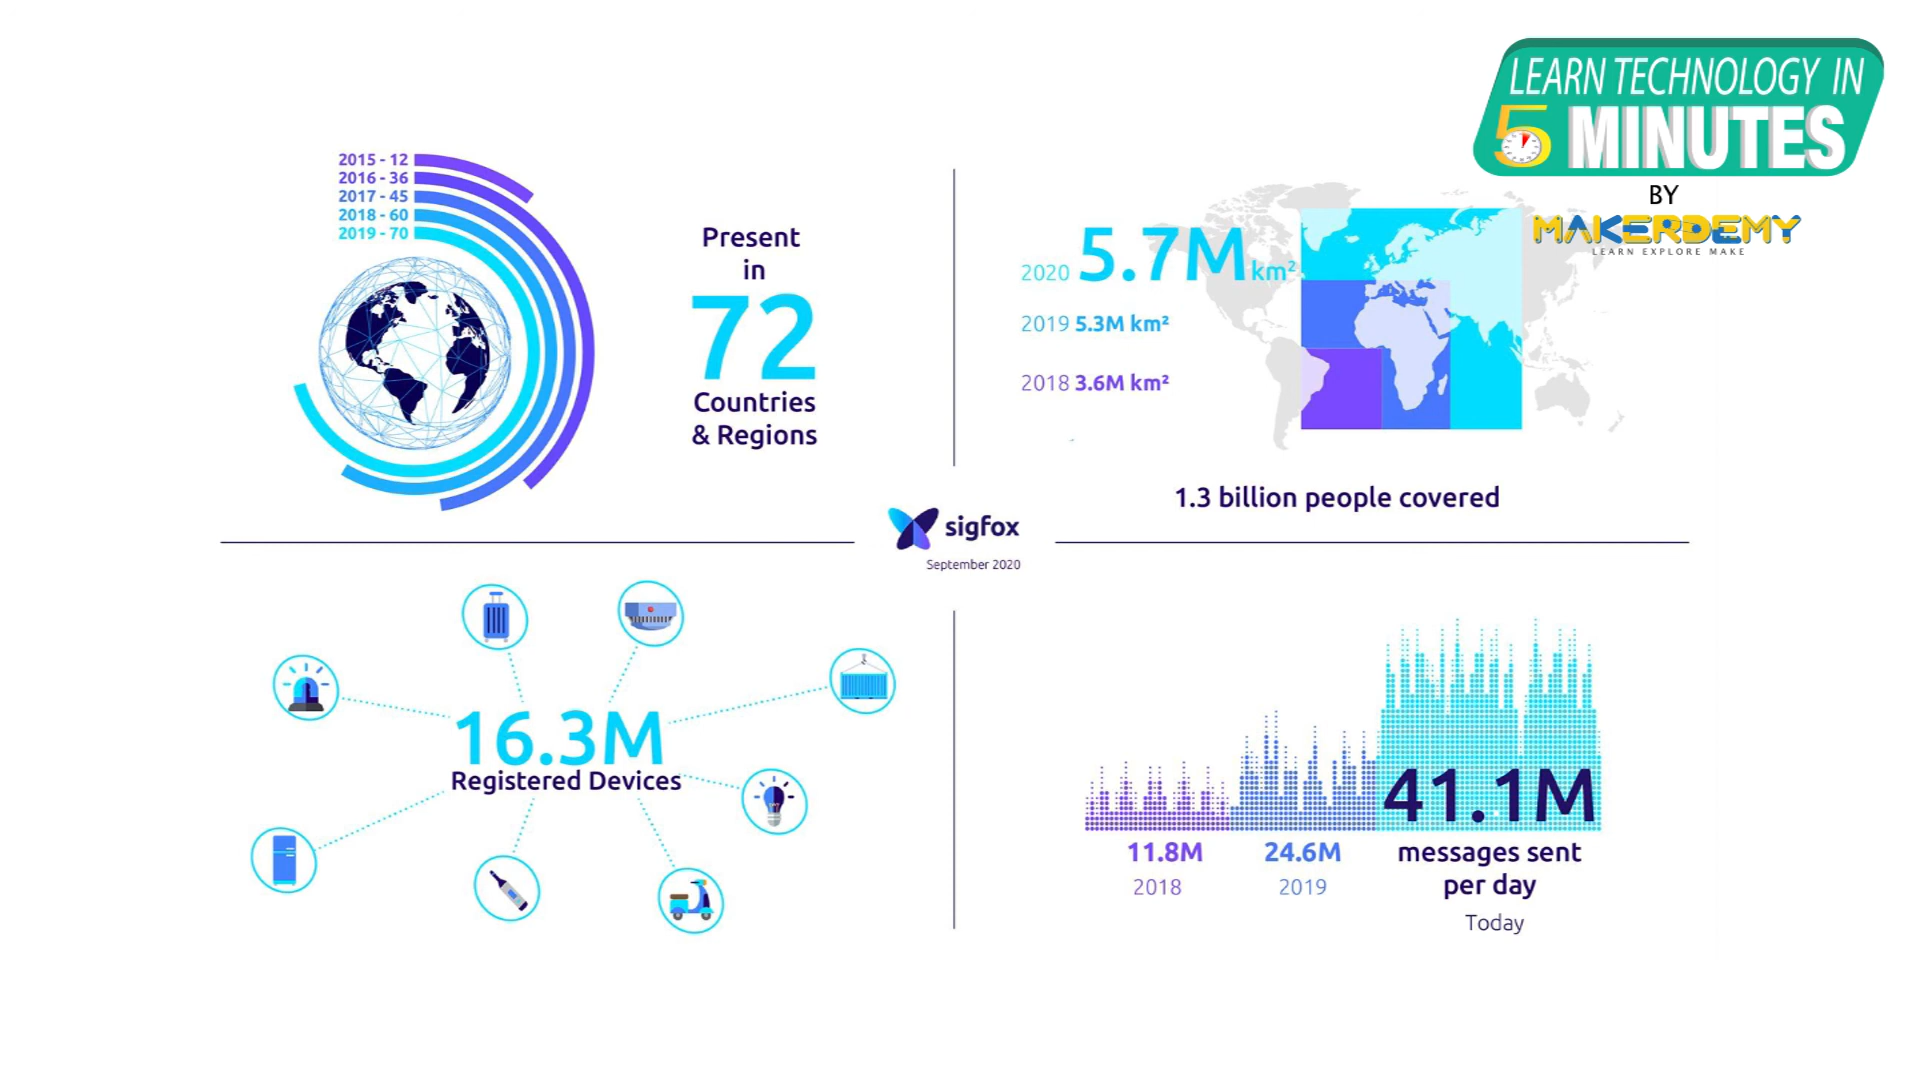 LEARN TECHNOLOGY IN
5 MINUTES
BY
MAKERDEMY
LEARN EXPLORE MAKE
2015 - 12
2016 - 36
2017 - 45
2018 - 60
2019 - 70
Present
in
72
Countries
& Regions
2020 5.7M km²
2019 5.3M km²
2018 3.6M km²
1.3 billion people covered
sigfox
September 2020
16.3M
Registered Devices
41.1M
messages sent
per day
Today
11.8M
2018
24.6M
2019